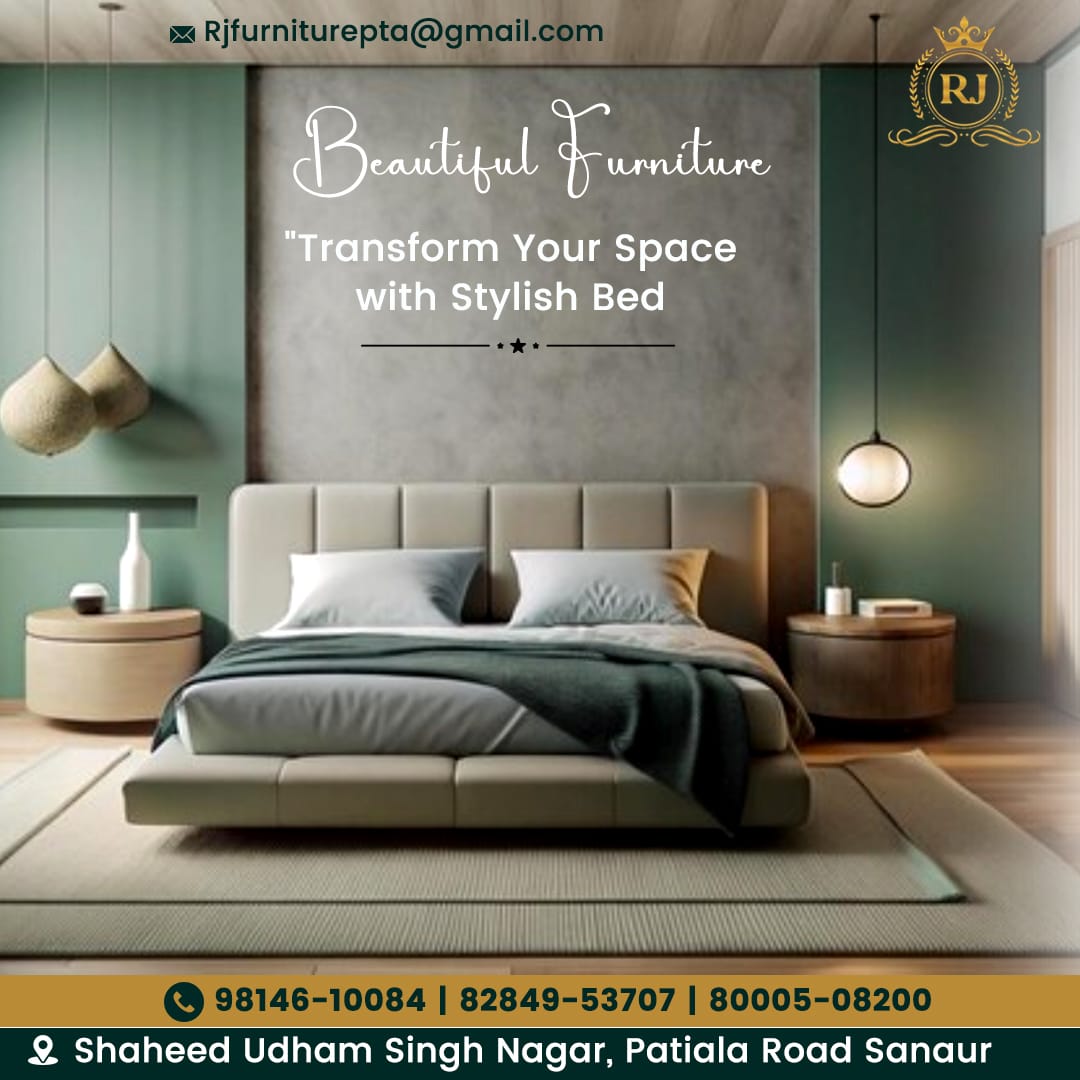 Rjfurniturepta@gmail.com
RJ
Beautiful Furniture
"Transform Your Space
with Stylish Bed
98146-10084 | 82849-53707 | 80005-08200
Shaheed Udham Singh Nagar, Patiala Road Sanaur